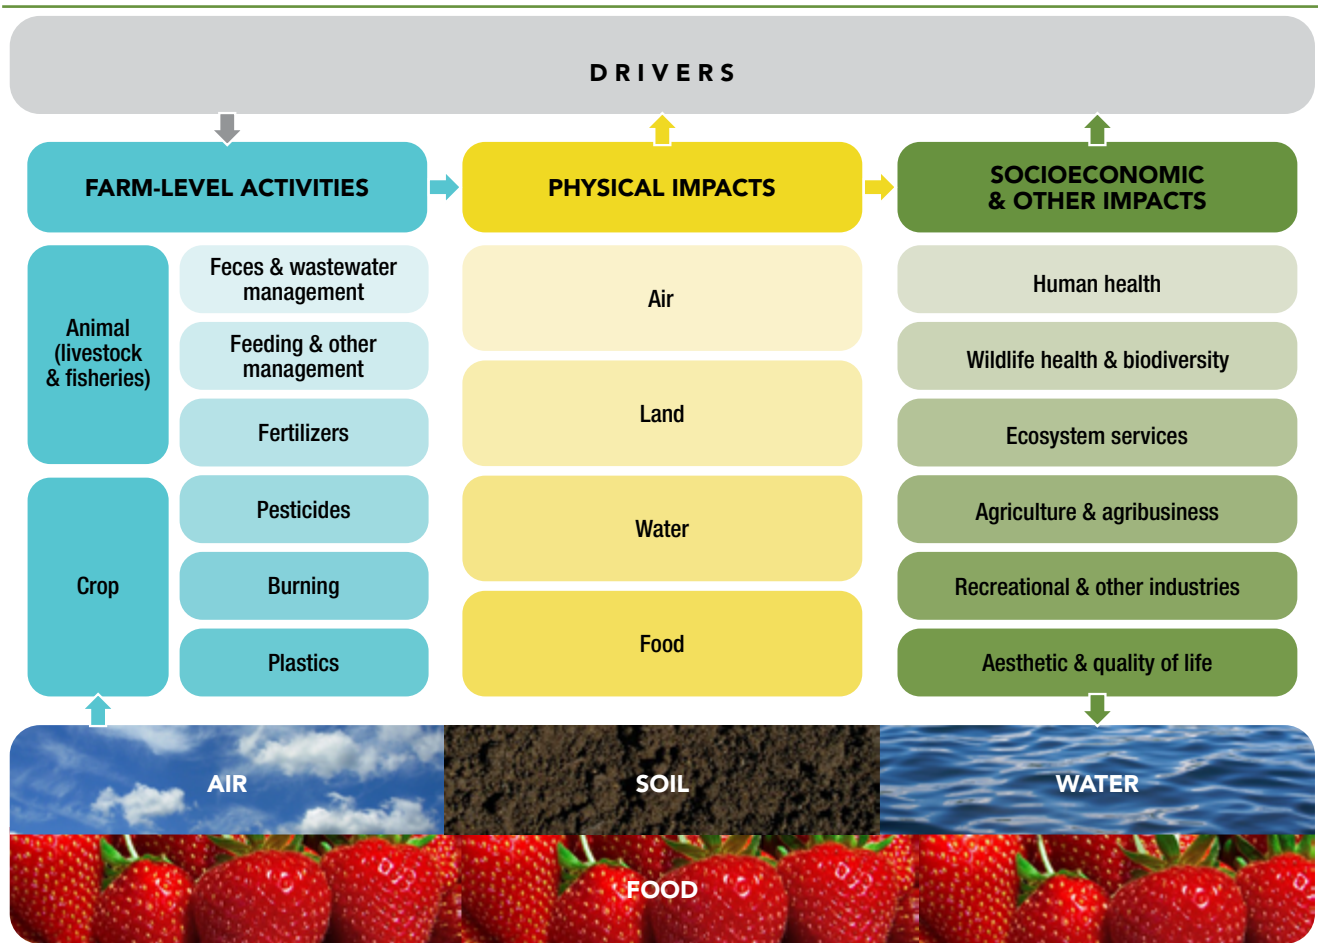 DRIVERS
FARM-LEVEL ACTIVITIES
PHYSICAL IMPACTS
SOCIOECONOMIC
& OTHER IMPACTS
Animal
(livestock
& fisheries)
Crop
Feces & wastewater
management
Feeding & other
management
Fertilizers
Pesticides
Burning
Plastics
Air
Land
Water
Food
Human health
Wildlife health & biodiversity
Ecosystem services
Agriculture & agribusiness
Recreational & other industries
Aesthetic & quality of life
AIR
SOIL
WATER
FOOD